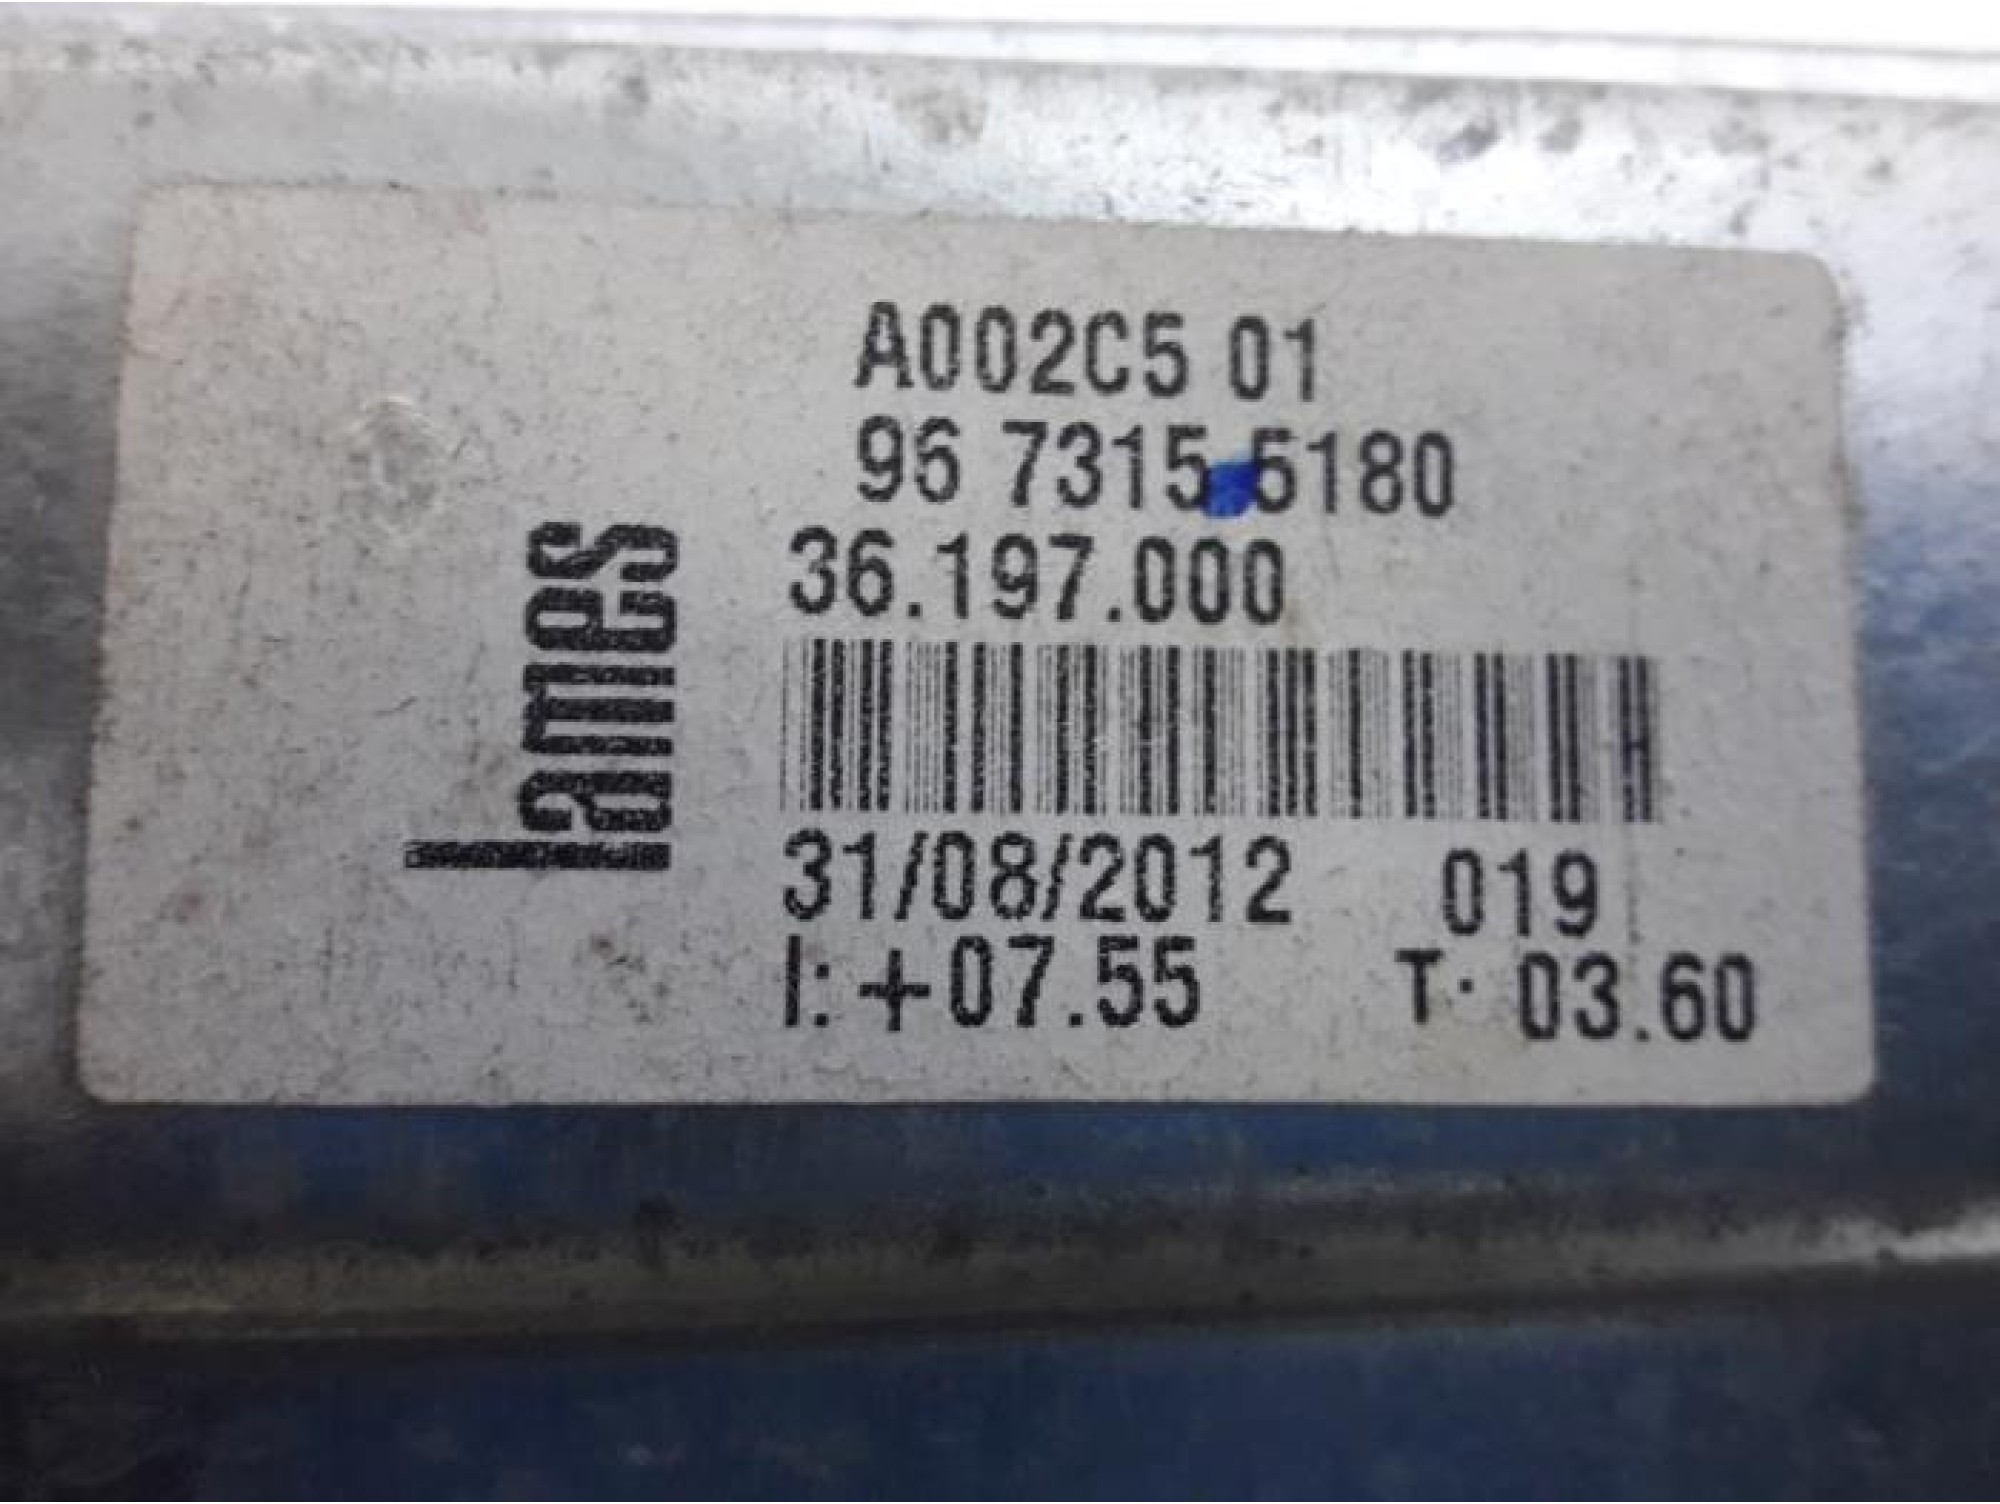 A002C5 01
96 7315 5180
36.197.000
lames
31/08/2012 019
I: +07.55 T: 03.60